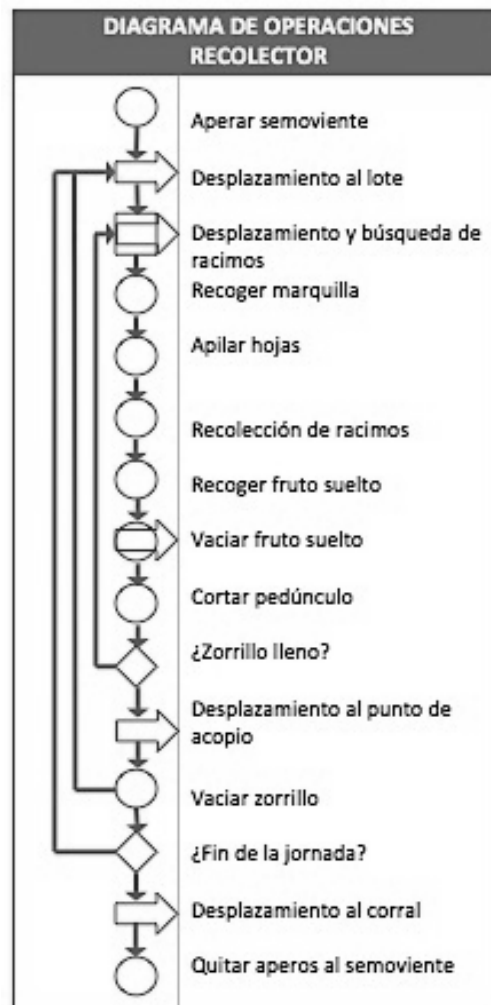 DIAGRAMA DE OPERACIONES
RECOLECTOR
Aperar semoviente
Desplazamiento al lote
Desplazamiento y búsqueda de
racimos
Recoger marquilla
Apilar hojas
Recolección de racimos
Recoger fruto suelto
Vaciar fruto suelto
Cortar pedúnculo
¿Zorrillo lleno?
Desplazamiento al punto de
acopio
Vaciar zorrillo
¿Fin de la jornada?
Desplazamiento al corral
Quitar aperos al semoviente